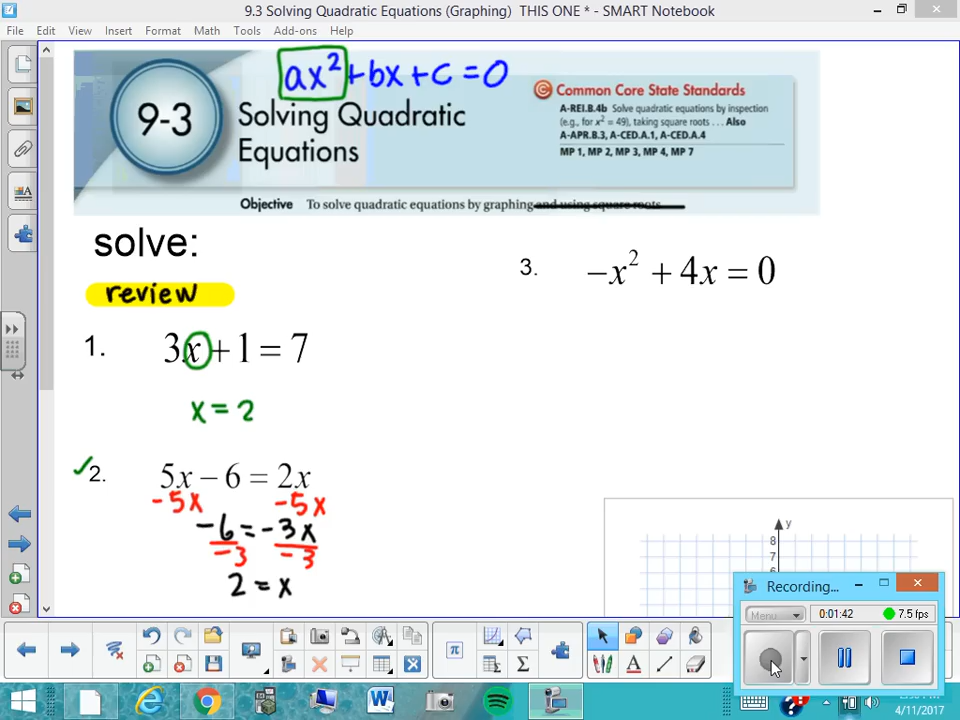 9.3 Solving Quadratic Equations (Graphing) THIS ONE * - SMART Notebook
File Edit View Insert Format Math Tools Add-ons Help
ax² + bx + c = 0
9-3 Solving Quadratic Equations
Common Core State Standards
A-REI.B.4b Solve quadratic equations by inspection
(e.g., for x² = 49), taking square roots . . . Also
A-APR.B.3, A-CED.A.1, A-CED.A.4
MP 1, MP 2, MP 3, MP 4, MP 7
Objective To solve quadratic equations by graphing and using square roots
solve:
review
1. 3x + 1 = 7
x = 2
✓2. 5x − 6 = 2x
-5x -5x
-6 = -3x
-3 -3
2 = x
3. −x² + 4x = 0
y
8
7
Recording...
Menu 0:01:42 7.5 fps
4/11/2017